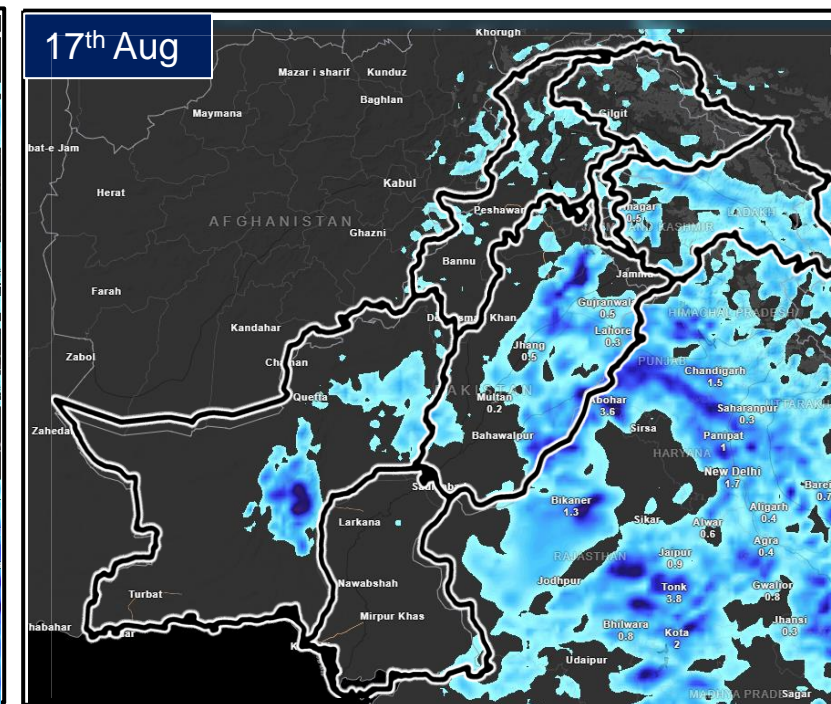 17th Aug
Khorugh
Mazar i sharif
Kunduz
Baghlan
Maymana
Gilgit
Herat
Kabul
Peshawar
AFGHANISTAN
Ghazni
LADAKH
0.5
Bannu
Jammu
Farah
Gujranwala
0.5
HIMACHAL PRADESH
Khan
Kandahar
Lahore
0.3
Zabol
Jhang
0.5
PUNJAB
Chandigarh
1.5
Quetta
Multan
0.2
Abohar
3.6
Saharanpur
0.3
Bahawalpur
Sirsa
Panipat
1
HARYANA
New Delhi
1.7
Bikaner
1.3
Larkana
Sikar
Alwar
0.6
Aligarh
0.4
Agra
0.4
RAJASTHAN
Jaipur
0.9
Nawabshah
Jodhpur
Tonk
3.8
Gwalior
0.8
Turbat
Mirpur Khas
Bhilwara
0.8
Kota
2
Jhansi
0.3
Udaipur
Sagar